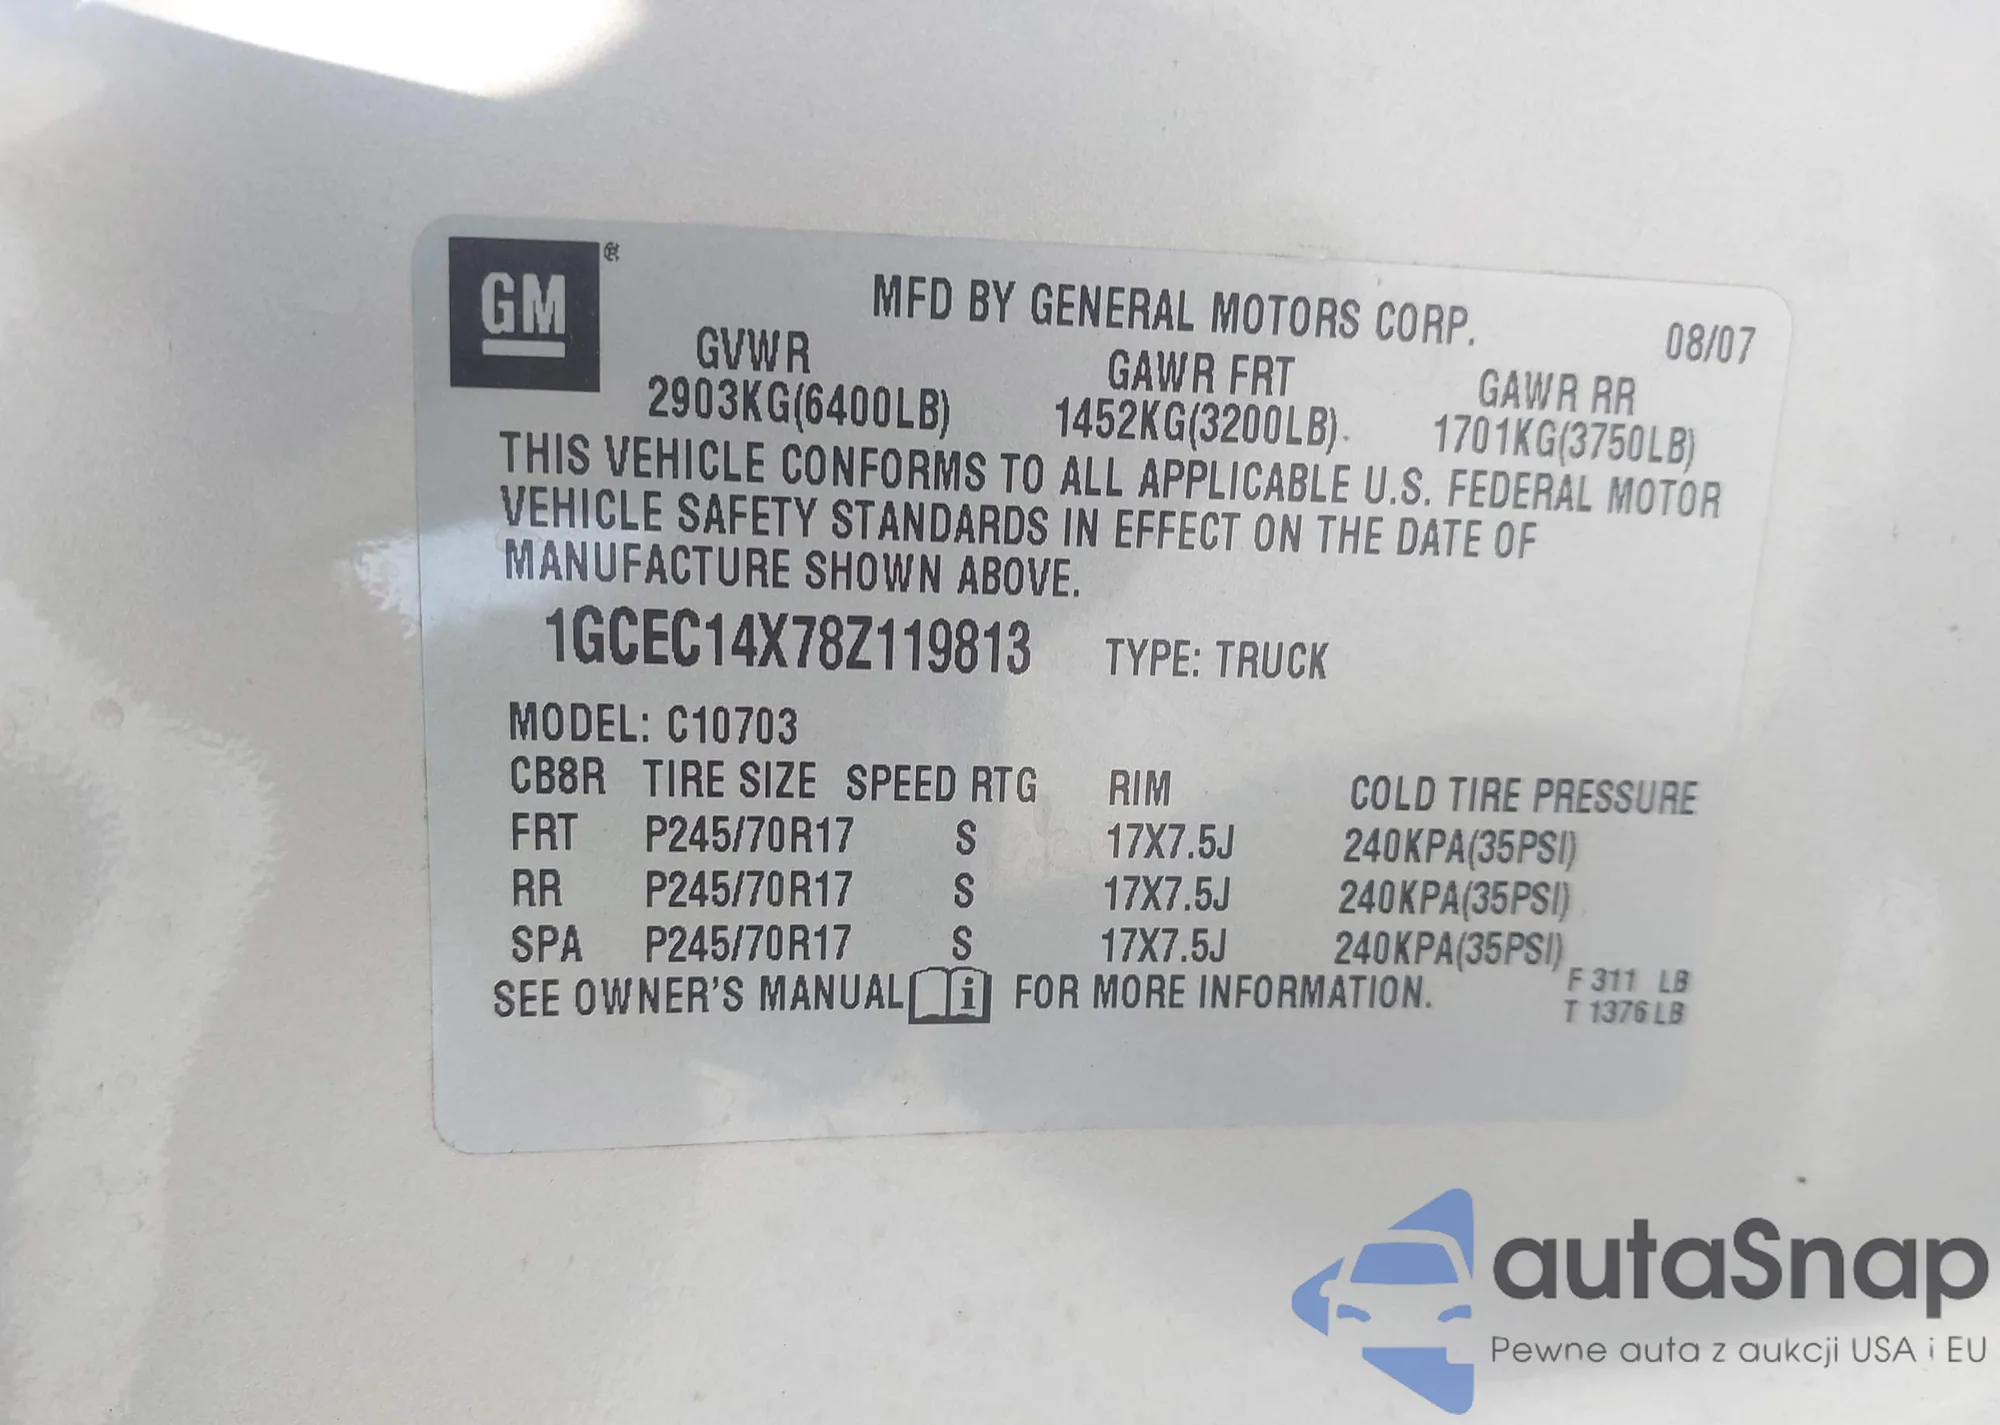 GM
®
MFD BY GENERAL MOTORS CORP. 08/07
GVWR GAWR FRT GAWR RR
2903KG(6400LB) 1452KG(3200LB) 1701KG(3750LB)
THIS VEHICLE CONFORMS TO ALL APPLICABLE U.S. FEDERAL MOTOR
VEHICLE SAFETY STANDARDS IN EFFECT ON THE DATE OF
MANUFACTURE SHOWN ABOVE.
1GCEC14X78Z119813 TYPE: TRUCK
MODEL: C10703
CB8R TIRE SIZE SPEED RTG RIM COLD TIRE PRESSURE
FRT P245/70R17 S 17X7.5J 240KPA(35PSI)
RR P245/70R17 S 17X7.5J 240KPA(35PSI)
SPA P245/70R17 S 17X7.5J 240KPA(35PSI)
SEE OWNER'S MANUAL i FOR MORE INFORMATION.
F 311 LB
T 1376 LB
autaSnap
Pewne auta z aukcji USA i EU